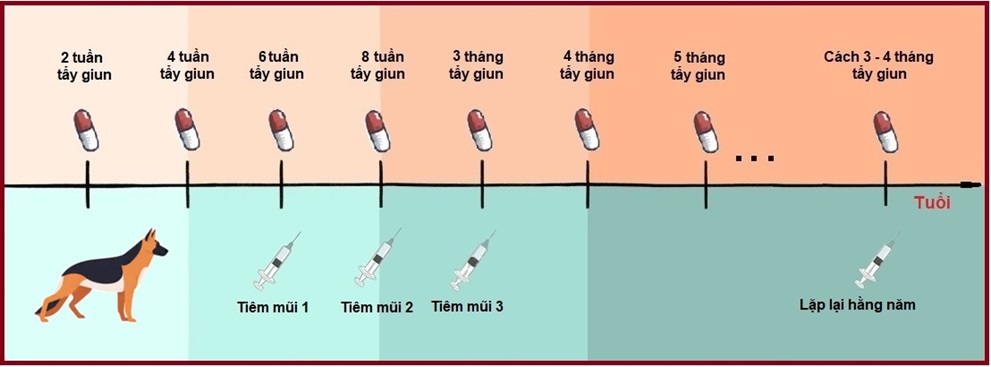 2 tuần
tẩy giun
4 tuần
tẩy giun
6 tuần
tẩy giun
8 tuần
tẩy giun
3 tháng
tẩy giun
4 tháng
tẩy giun
5 tháng
tẩy giun
Cách 3 - 4 tháng
tẩy giun
...
Tuổi
Tiêm mũi 1
Tiêm mũi 2
Tiêm mũi 3
Lặp lại hằng năm